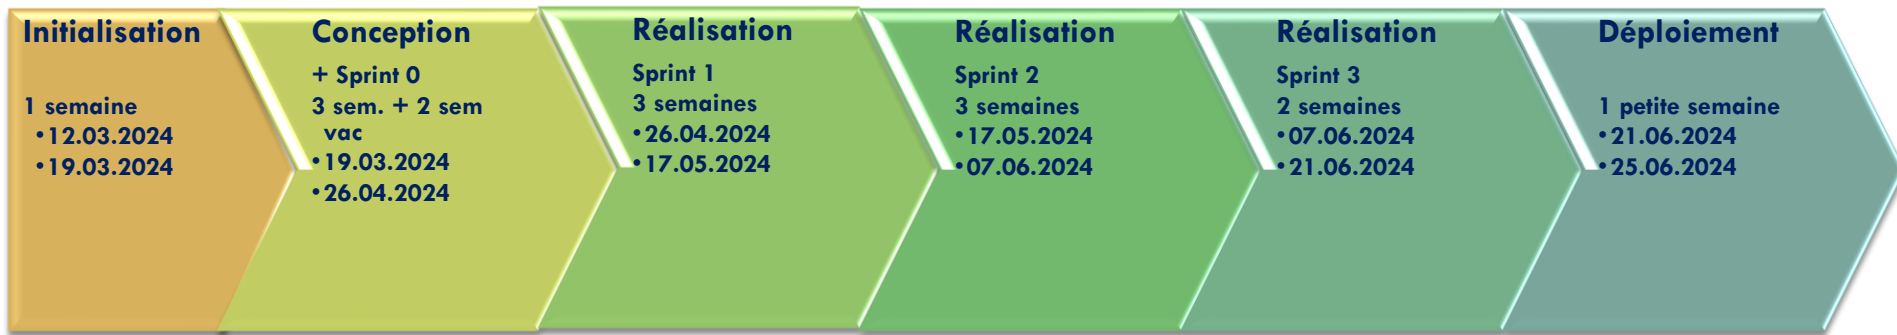 Initialisation
1 semaine
•12.03.2024
•19.03.2024
Conception
+ Sprint 0
3 sem. + 2 sem
vac
•19.03.2024
•26.04.2024
Réalisation
Sprint 1
3 semaines
•26.04.2024
•17.05.2024
Réalisation
Sprint 2
3 semaines
•17.05.2024
•07.06.2024
Réalisation
Sprint 3
2 semaines
•07.06.2024
•21.06.2024
Déploiement
1 petite semaine
•21.06.2024
•25.06.2024